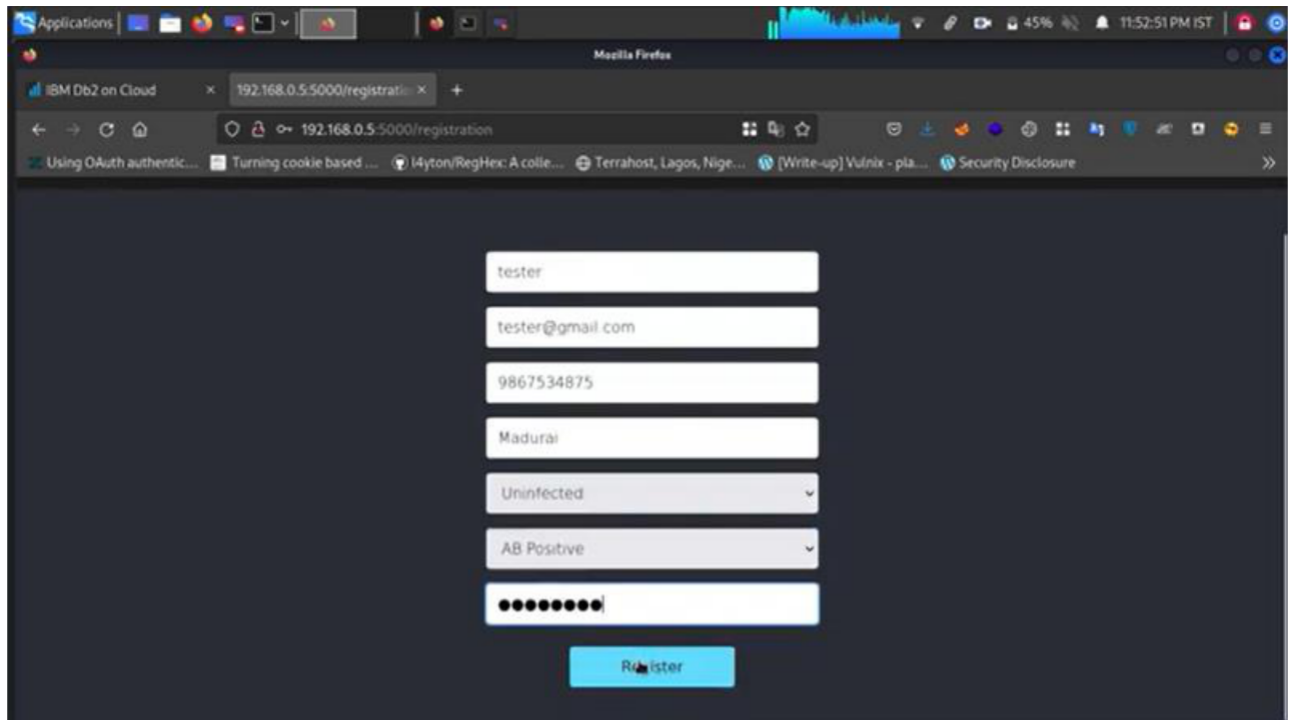 Applications 45% 11:52:51 PM IST
Mozilla Firefox
IBM Db2 on Cloud × 192.168.0.5:5000/registratio × +
192.168.0.5:5000/registration
Using OAuth authentic... Turning cookie based ... l4yton/RegHex: A colle... Terrahost, Lagos, Nige... [Write-up] Vulnix - pla... Security Disclosure
tester
tester@gmail.com
9867534875
Madurai
Uninfected
AB Positive
●●●●●●●●
Register